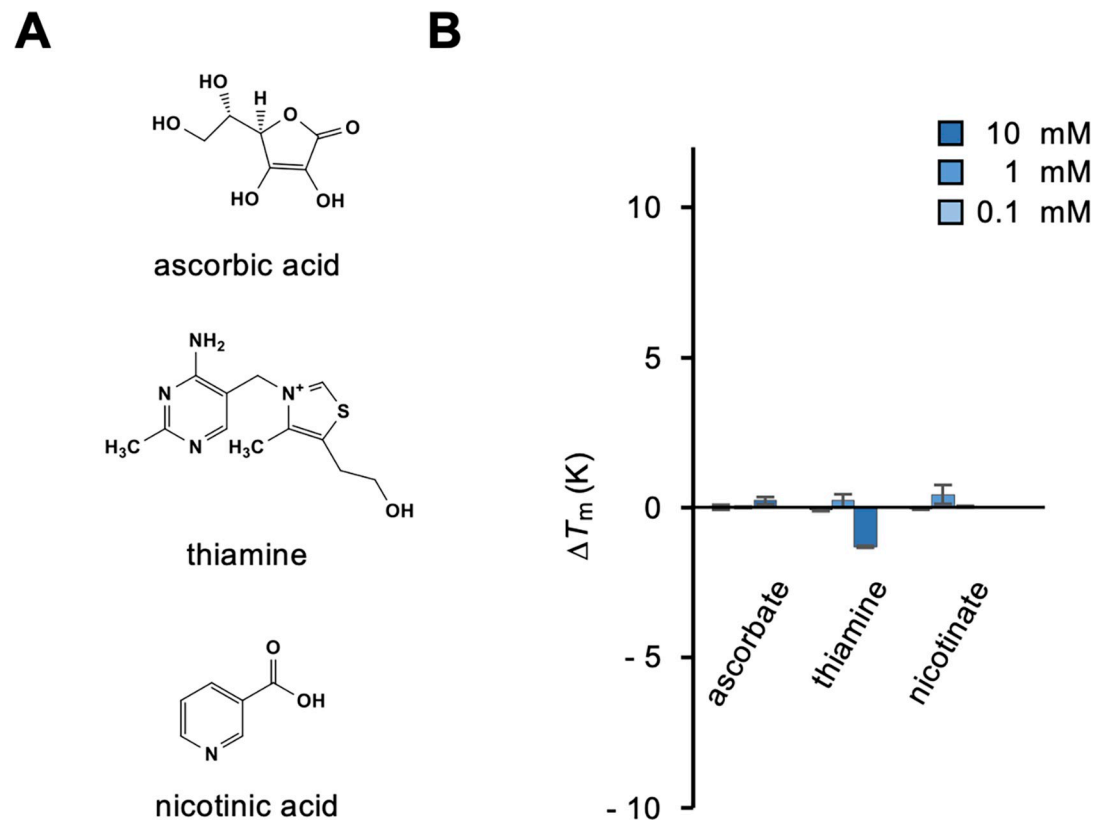 A
HO
H
HO
O
O
HO
OH
ascorbic acid
NH2
N
N+
S
H3C
N
H3C
OH
thiamine
O
OH
N
nicotinic acid
B
10 mM
1 mM
0.1 mM
10
5
0
- 5
- 10
ΔTm (K)
ascorbate
thiamine
nicotinate